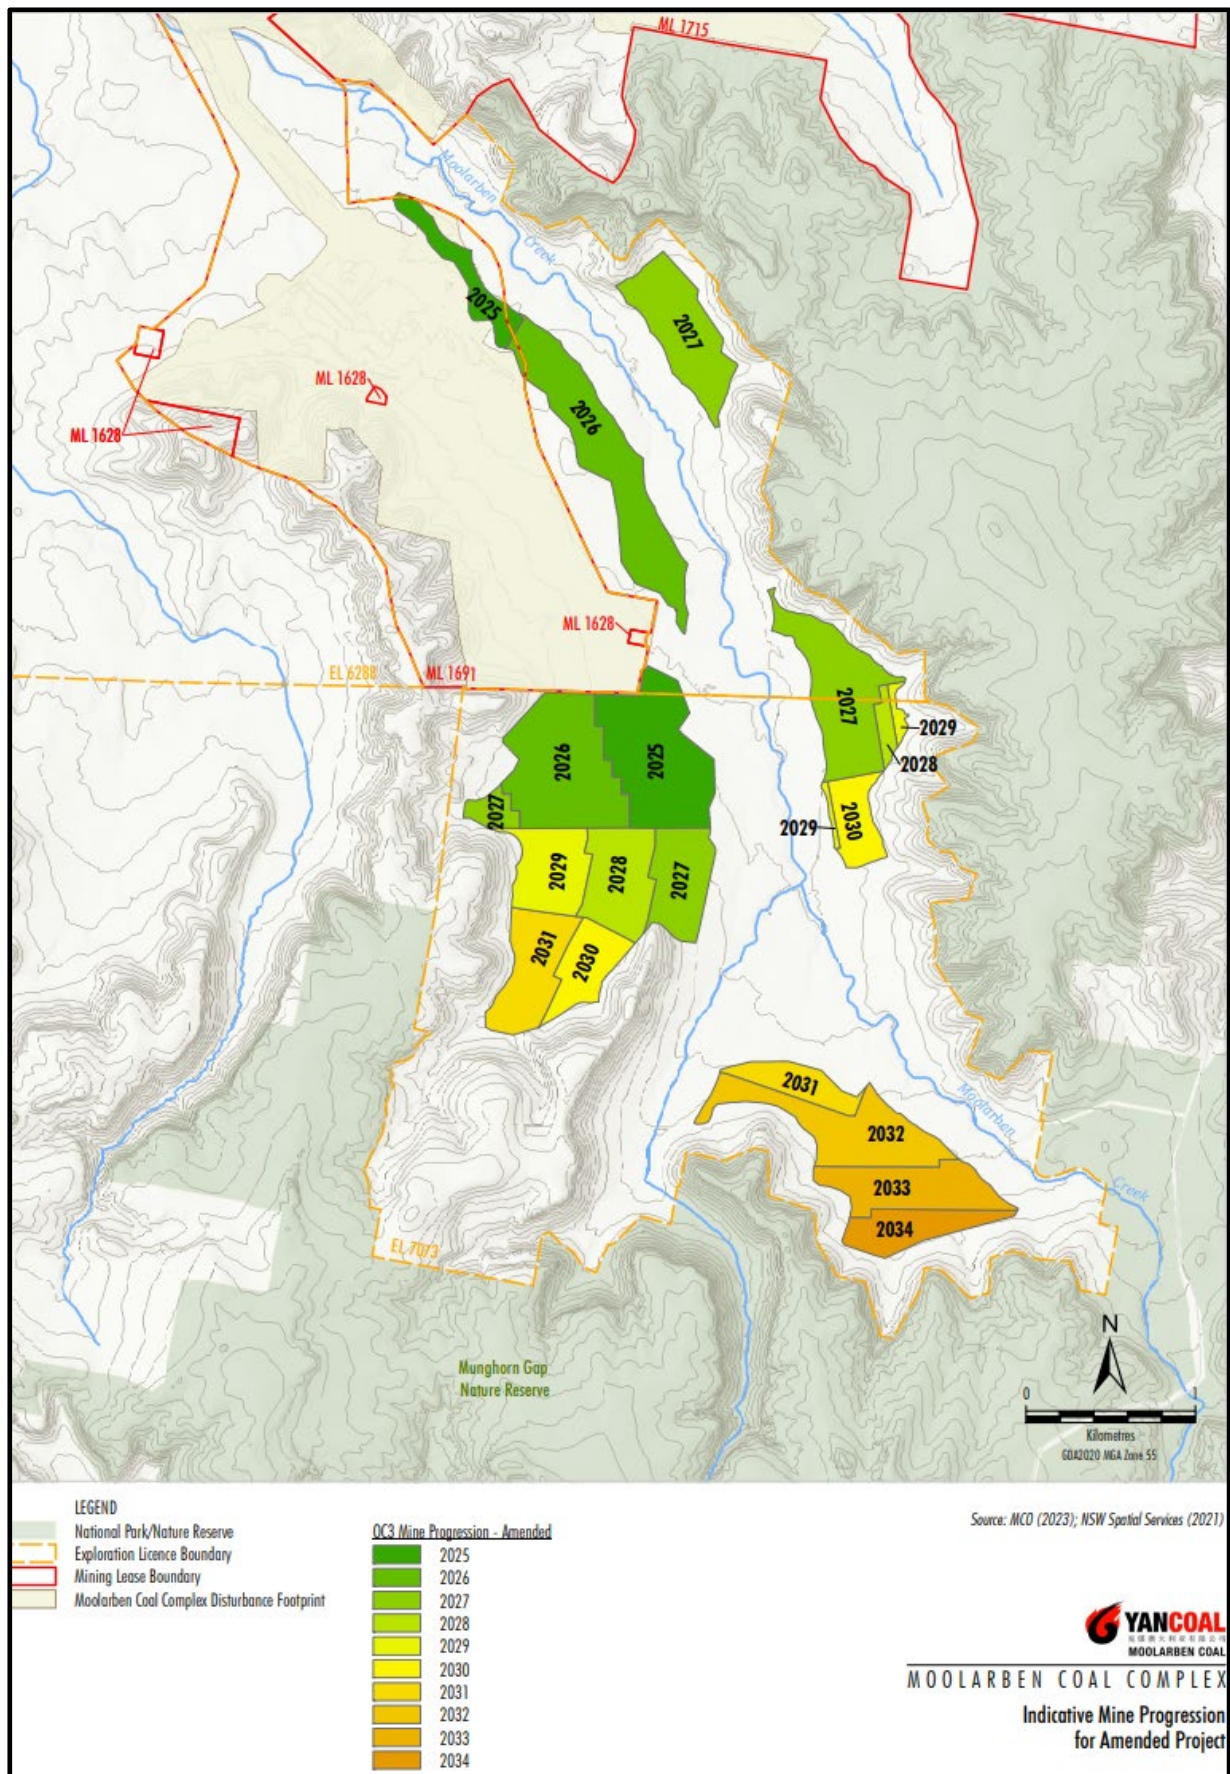 ML 1715
Moolarben
Creek
2025
2027
ML 1628
2026
ML 1628
ML 1628
EL 6288
ML 1691
2027
2029
2026
2025
2028
2027
2029
2030
2029
2028
2027
2031
2030
2031
Moolarben
2032
2033
Creek
2034
EL 7073
N
Munghorn Gap
Nature Reserve
0 1
Kilometres
GDA2020 MGA Zone 55
LEGEND
National Park/Nature Reserve
Exploration Licence Boundary
Mining Lease Boundary
Moolarben Coal Complex Disturbance Footprint
OC3 Mine Progression - Amended
2025
2026
2027
2028
2029
2030
2031
2032
2033
2034
Source: MCO (2023); NSW Spatial Services (2021)
YANCOAL
MOOLARBEN COAL
MOOLARBEN COAL COMPLEX
Indicative Mine Progression
for Amended Project